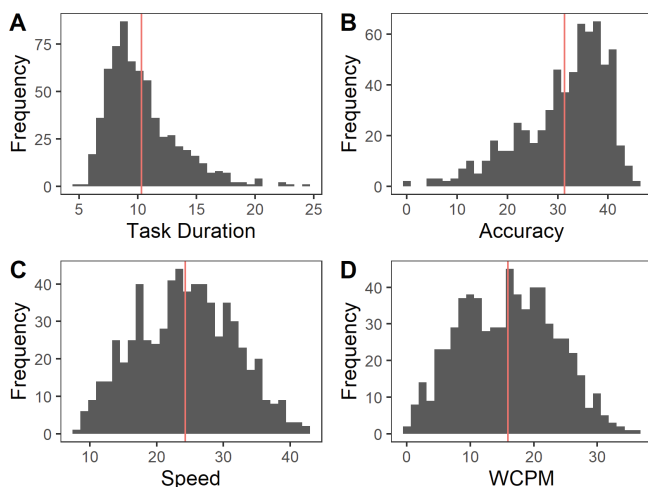 A
Frequency
75
50
25
0
5 10 15 20 25
Task Duration
B
Frequency
60
40
20
0
0 10 20 30 40
Accuracy
C
Frequency
40
30
20
10
0
10 20 30 40
Speed
D
Frequency
40
30
20
10
0
0 10 20 30
WCPM